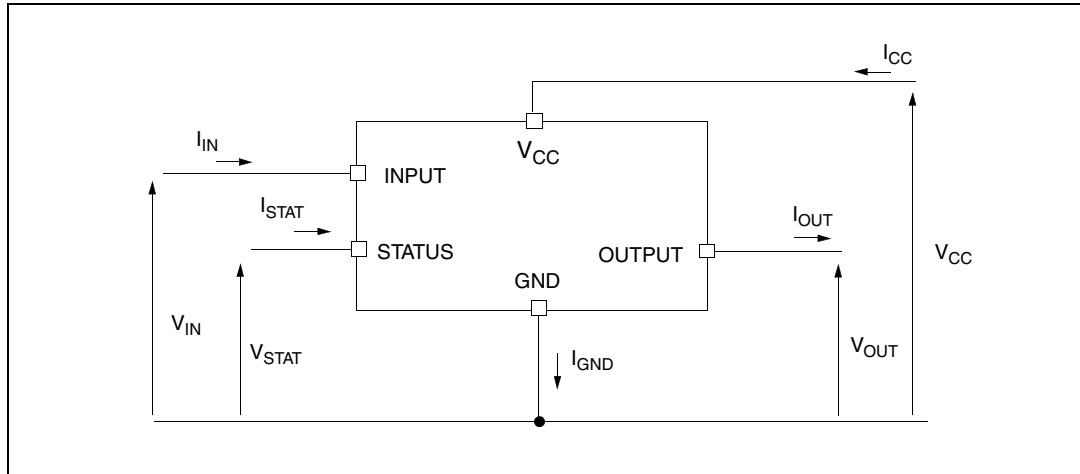 I_CC
V_CC
I_IN
INPUT
I_STAT
I_OUT
STATUS
OUTPUT
V_CC
GND
V_IN
V_STAT
I_GND
V_OUT